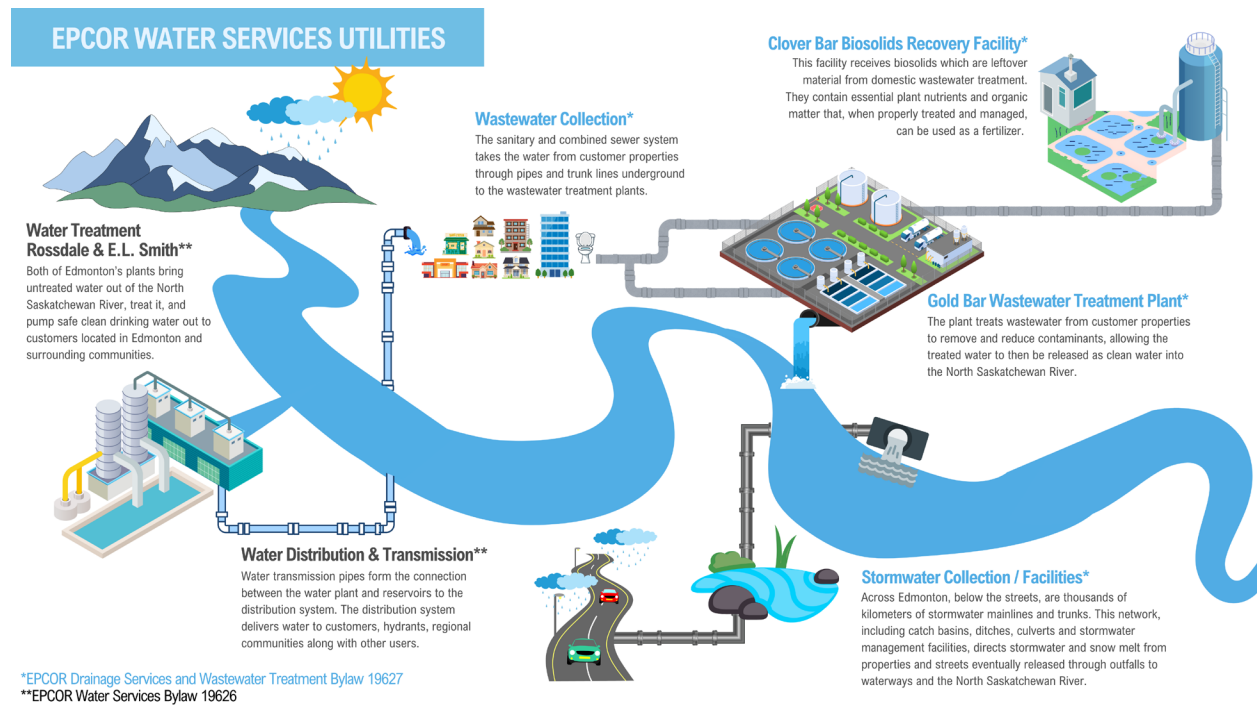 EPCOR WATER SERVICES UTILITIES
Clover Bar Biosolids Recovery Facility*
This facility receives biosolids which are leftover
material from domestic wastewater treatment.
They contain essential plant nutrients and organic
matter that, when properly treated and managed,
can be used as a fertilizer.
Wastewater Collection*
The sanitary and combined sewer system
takes the water from customer properties
through pipes and trunk lines underground
to the wastewater treatment plants.
Water Treatment
Rossdale & E.L. Smith**
Both of Edmonton's plants bring
untreated water out of the North
Saskatchewan River, treat it, and
pump safe clean drinking water out to
customers located in Edmonton and
surrounding communities.
Gold Bar Wastewater Treatment Plant*
The plant treats wastewater from customer properties
to remove and reduce contaminants, allowing the
treated water to then be released as clean water into
the North Saskatchewan River.
Water Distribution & Transmission**
Water transmission pipes form the connection
between the water plant and reservoirs to the
distribution system. The distribution system
delivers water to customers, hydrants, regional
communities along with other users.
Stormwater Collection / Facilities*
Across Edmonton, below the streets, are thousands of
kilometers of stormwater mainlines and trunks. This network,
including catch basins, ditches, culverts and stormwater
management facilities, directs stormwater and snow melt from
properties and streets eventually released through outfalls to
waterways and the North Saskatchewan River.
*EPCOR Drainage Services and Wastewater Treatment Bylaw 19627
**EPCOR Water Services Bylaw 19626